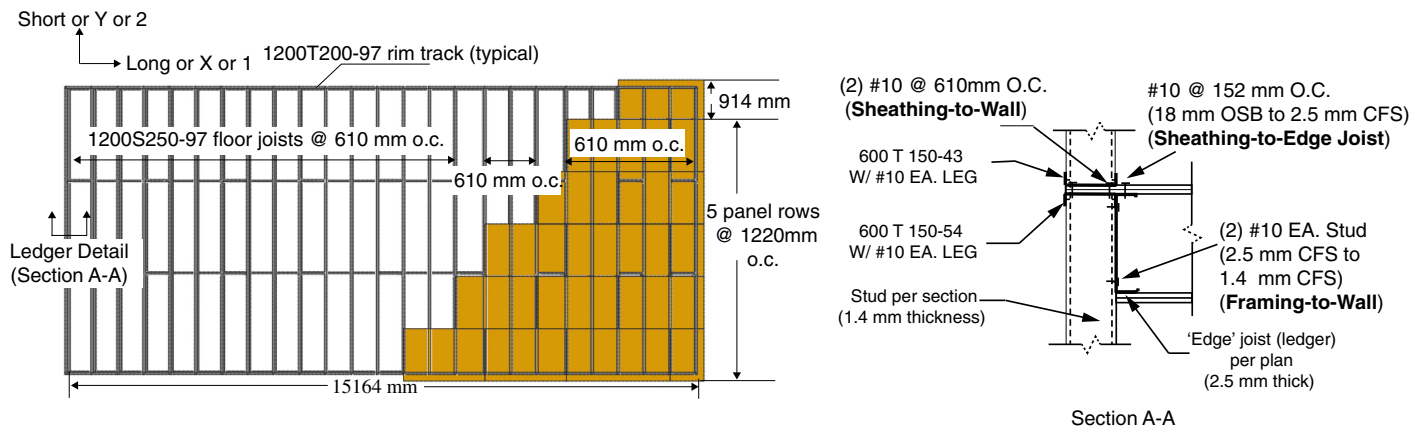 Short or Y or 2
Long or X or 1
1200T200-97 rim track (typical)
914 mm
1200S250-97 floor joists @ 610 mm o.c.
610 mm o.c.
610 mm o.c.
5 panel rows
@ 1220mm
o.c.
Ledger Detail
(Section A-A)
15164 mm
(2) #10 @ 610mm O.C.
(Sheathing-to-Wall)
#10 @ 152 mm O.C.
(18 mm OSB to 2.5 mm CFS)
(Sheathing-to-Edge Joist)
600 T 150-43
W/ #10 EA. LEG
600 T 150-54
W/ #10 EA. LEG
(2) #10 EA. Stud
(2.5 mm CFS to
1.4 mm CFS)
(Framing-to-Wall)
Stud per section
(1.4 mm thickness)
'Edge' joist (ledger)
per plan
(2.5 mm thick)
Section A-A